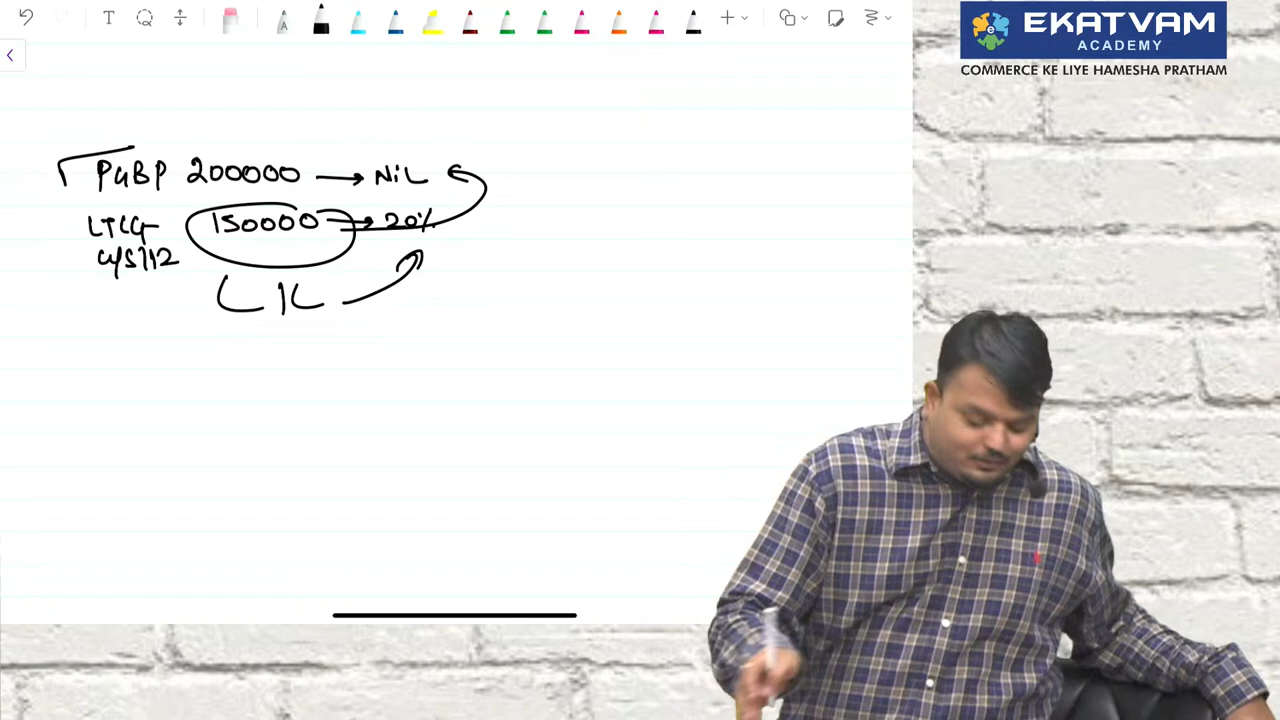 EKATVAM
ACADEMY
COMMERCE KE LIYE HAMESHA PRATHAM
PGBP 200000 → NiL
LTCG 150000 → 20%
u/s 112
1L